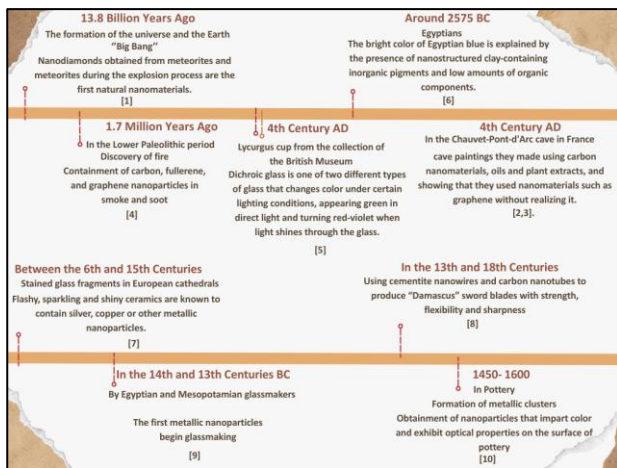 13.8 Billion Years Ago
The formation of the universe and the Earth
"Big Bang"
Nanodiamonds obtained from meteorites and
meteorites during the explosion process are the
first natural nanomaterials.
[1]
Around 2575 BC
Egyptians
The bright color of Egyptian blue is explained by
the presence of nanostructured clay-containing
inorganic pigments and low amounts of organic
components.
[6]
1.7 Million Years Ago
In the Lower Paleolithic period
Discovery of fire
Containment of carbon, fullerene,
and graphene nanoparticles in
smoke and soot
[4]
4th Century AD
Lycurgus cup from the collection of
the British Museum
Dichroic glass is one of two different types
of glass that changes color under certain
lighting conditions, appearing green in
direct light and turning red-violet when
light shines through the glass.
[5]
4th Century AD
In the Chauvet-Pont-d'Arc cave in France
cave paintings they made using carbon
nanomaterials, oils and plant extracts, and
showing that they used nanomaterials such as
graphene without realizing it.
[2,3].
Between the 6th and 15th Centuries
Stained glass fragments in European cathedrals
Flashy, sparkling and shiny ceramics are known to
contain silver, copper or other metallic
nanoparticles.
[7]
In the 13th and 18th Centuries
Using cementite nanowires and carbon nanotubes to
produce "Damascus" sword blades with strength,
flexibility and sharpness
[8]
In the 14th and 13th Centuries BC
By Egyptian and Mesopotamian glassmakers
The first metallic nanoparticles
begin glassmaking
[9]
1450- 1600
In Pottery
Formation of metallic clusters
Obtainment of nanoparticles that impart color
and exhibit optical properties on the surface of
pottery
[10]